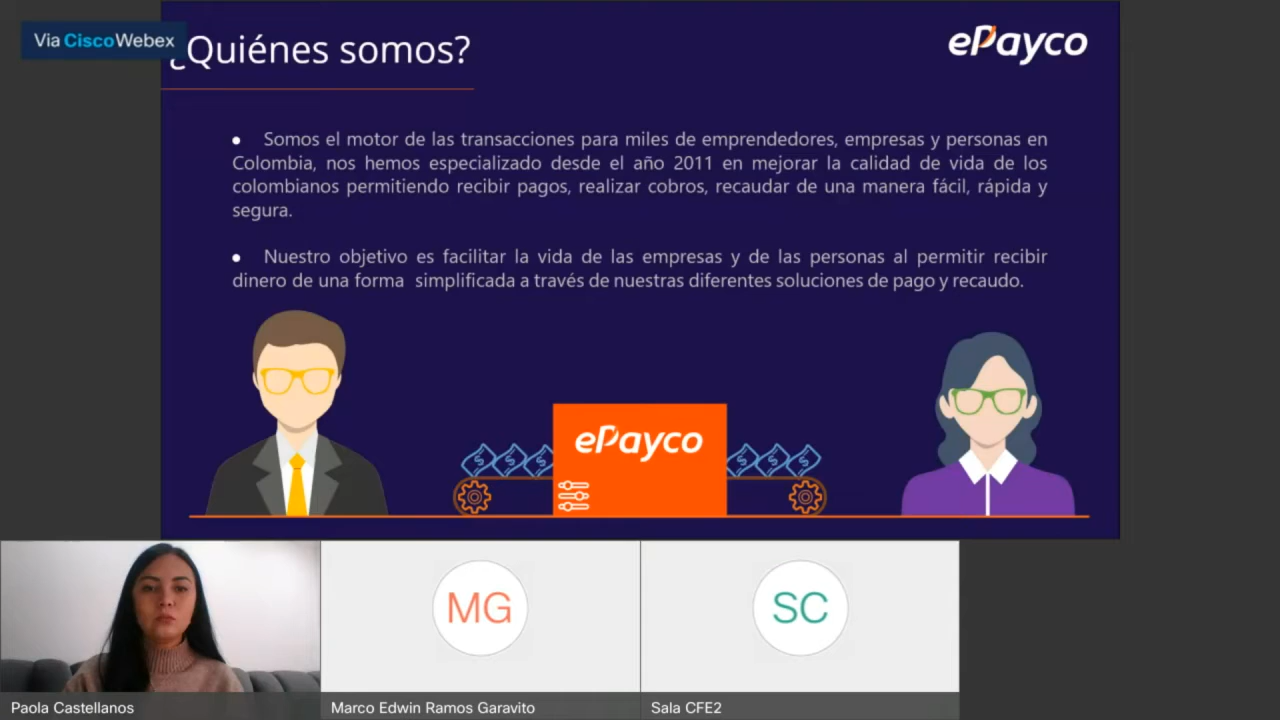 Via Cisco Webex
¿Quiénes somos?
ePayco
● Somos el motor de las transacciones para miles de emprendedores, empresas y personas en
Colombia, nos hemos especializado desde el año 2011 en mejorar la calidad de vida de los
colombianos permitiendo recibir pagos, realizar cobros, recaudar de una manera fácil, rápida y
segura.
● Nuestro objetivo es facilitar la vida de las empresas y de las personas al permitir recibir
dinero de una forma simplificada a través de nuestras diferentes soluciones de pago y recaudo.
ePayco
$ $ $ $ $ $
MG
SC
Paola Castellanos
Marco Edwin Ramos Garavito
Sala CFE2